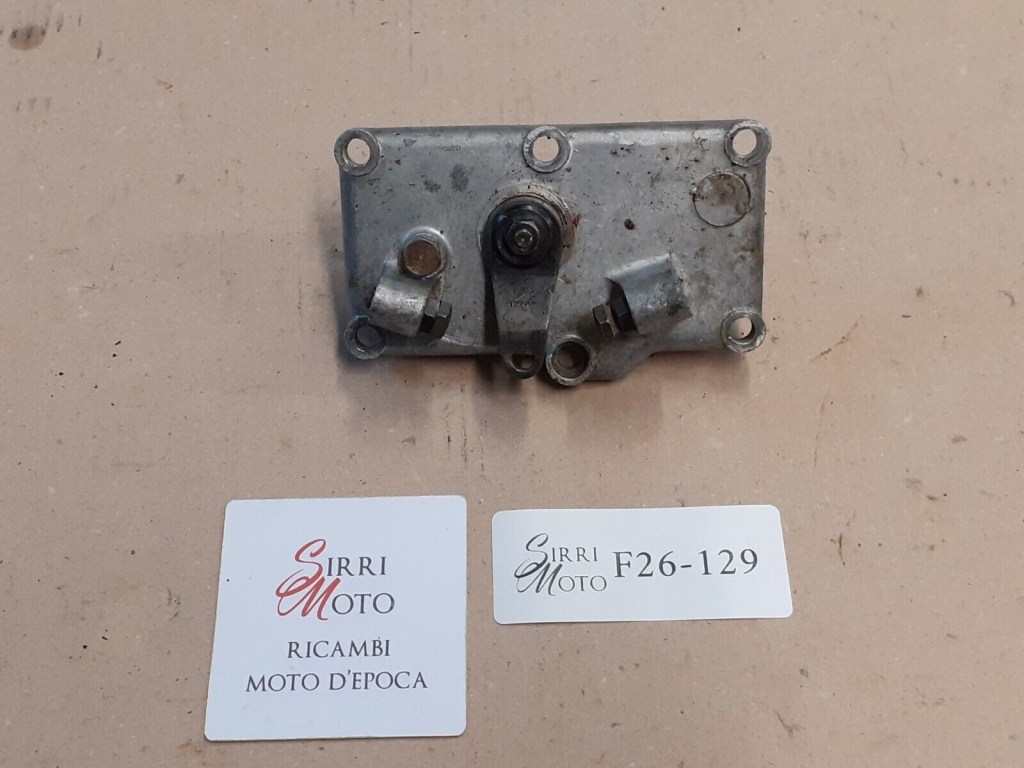 SIRRI
MOTO
RICAMBI
MOTO D'EPOCA
SIRRI
MOTO
F26-129